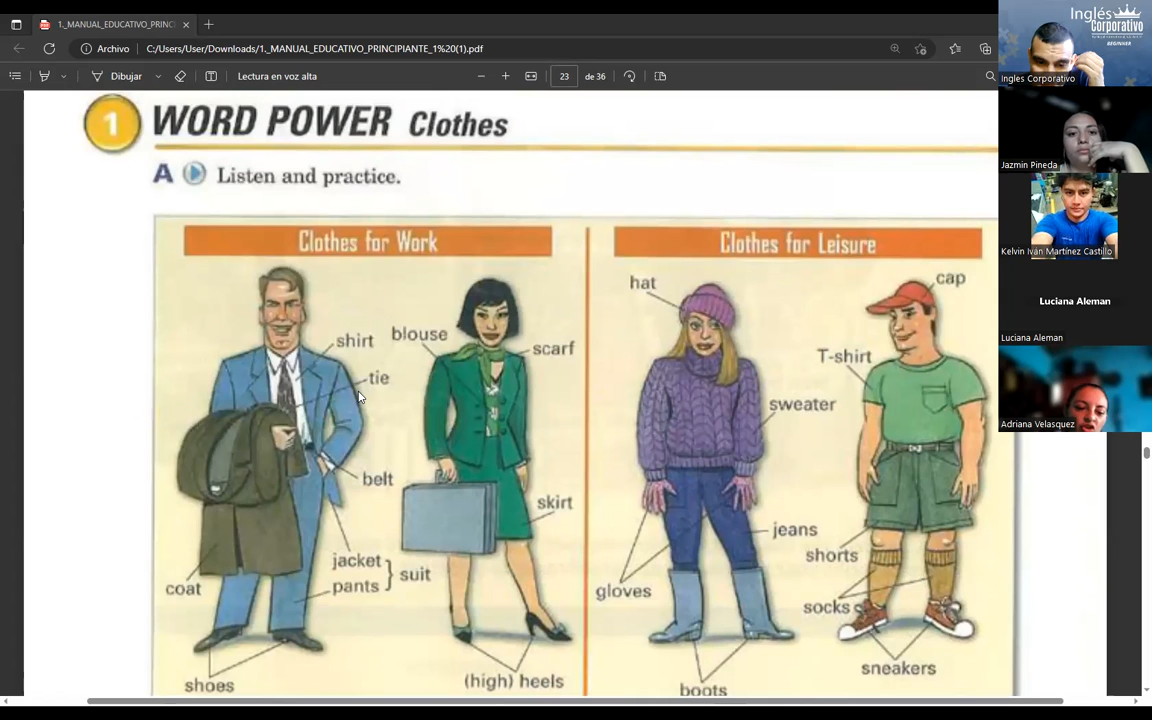 1._MANUAL_EDUCATIVO_PRINC
Archivo
C:/Users/User/Downloads/1._MANUAL_EDUCATIVO_PRINCIPIANTE_1%20(1).pdf
Dibujar
Lectura en voz alta
23
de 36
1 WORD POWER Clothes
A Listen and practice.
Clothes for Work
shirt
tie
belt
jacket
pants
suit
coat
shoes
blouse
scarf
skirt
(high) heels
Clothes for Leisure
hat
sweater
jeans
gloves
boots
cap
T-shirt
shorts
socks
sneakers
Inglés
Corporativo
BEGINNER
Ingles Corporativo
Jazmin Pineda
Kelvin Ivan Martínez Castillo
Luciana Aleman
Luciana Aleman
Adriana Velasquez